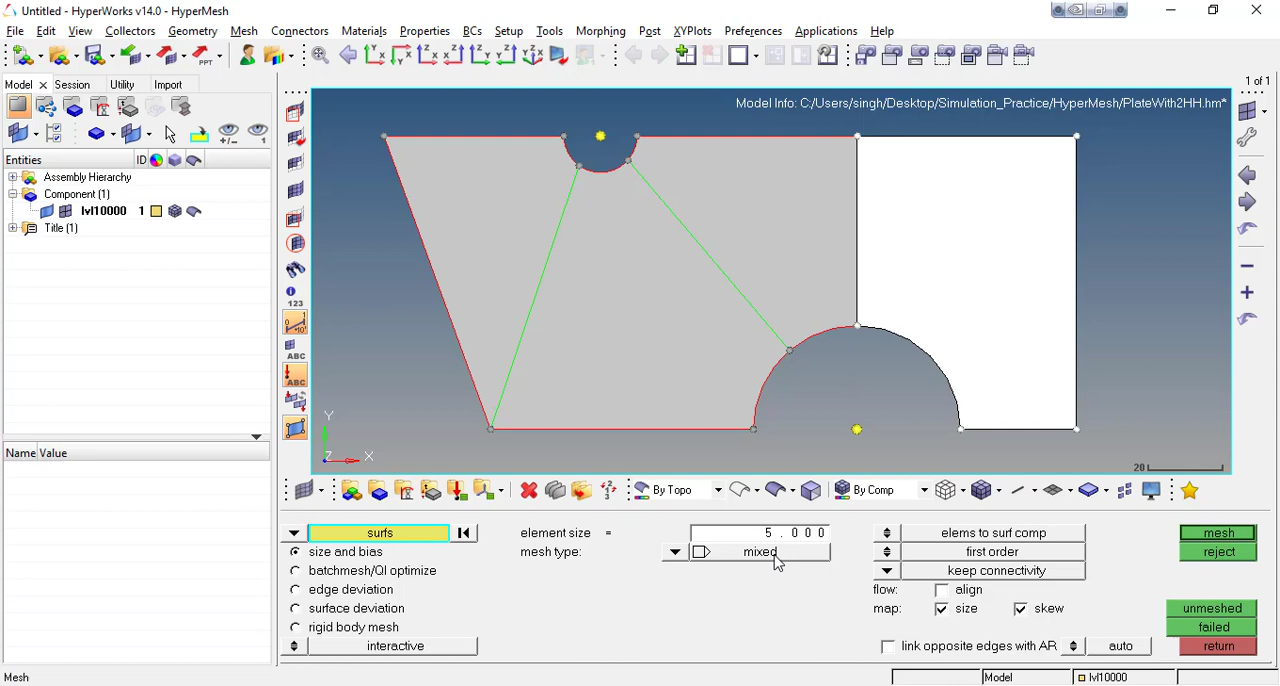 Untitled - HyperWorks v14.0 - HyperMesh
File Edit View Collectors Geometry Mesh Connectors Materials Properties BCs Setup Tools Morphing Post XYPlots Preferences Applications Help
Model Session Utility Import
1 of 1
Model Info: C:/Users/singh/Desktop/Simulation_Practice/HyperMesh/PlateWith2HH.hm*
Entities ID
Assembly Hierarchy
Component (1)
lvl10000 1
Title (1)
123
ABC
ABC
Y
Z X
20
Name Value
By Topo By Comp
surfs element size = 5.000 elems to surf comp mesh
size and bias mesh type: mixed first order reject
batchmesh/QI optimize keep connectivity
edge deviation flow: align
surface deviation map: size skew unmeshed
rigid body mesh failed
interactive link opposite edges with AR auto return
Mesh Model lvl10000